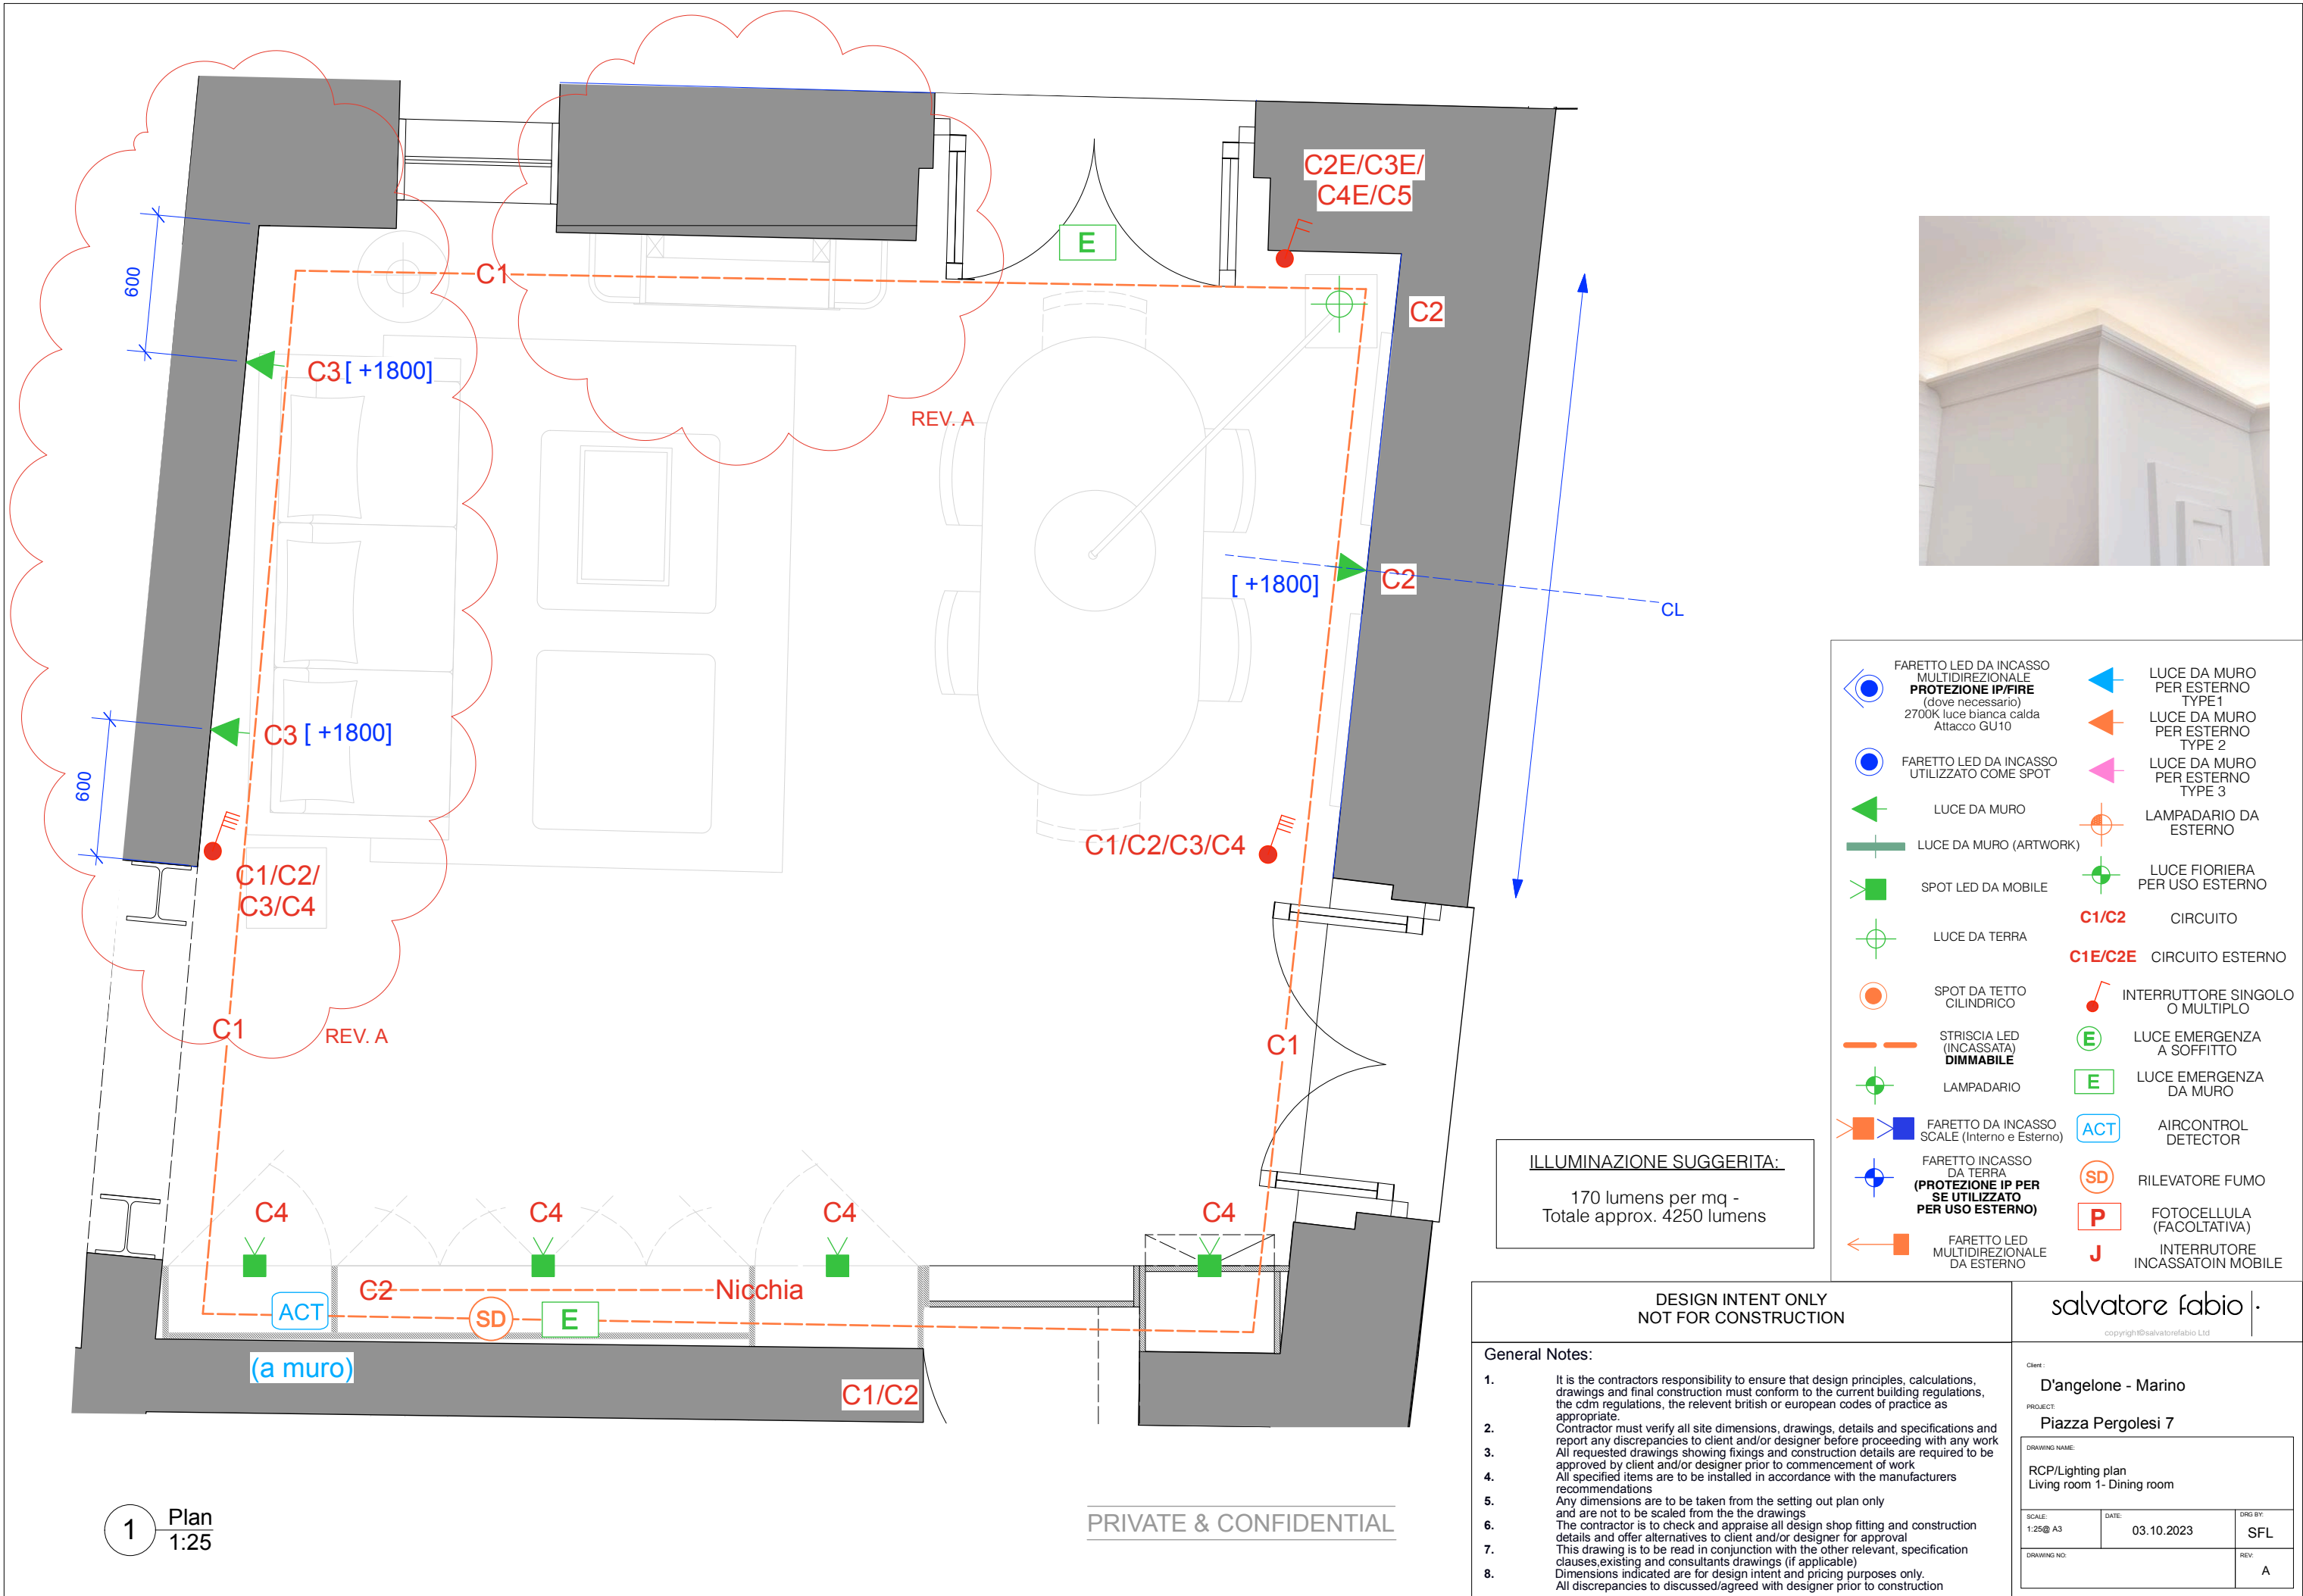 C2E/C3E/
C4E/C5
E
C1
C2
600
C3 [ +1800]
REV. A
[ +1800]
C2
CL
C3 [ +1800]
600
C1/C2/
C3/C4
C1/C2/C3/C4
C1
REV. A
C1
C4
C4
C4
C4
C2
Nicchia
ACT
SD
E
(a muro)
C1/C2
1
Plan
1:25
PRIVATE & CONFIDENTIAL
ILLUMINAZIONE SUGGERITA:
170 lumens per mq -
Totale approx. 4250 lumens
FARETTO LED DA INCASSO
MULTIDIREZIONALE
PROTEZIONE IP/FIRE
(dove necessario)
2700K luce bianca calda
Attacco GU10
FARETTO LED DA INCASSO
UTILIZZATO COME SPOT
LUCE DA MURO
LUCE DA MURO (ARTWORK)
SPOT LED DA MOBILE
LUCE DA TERRA
SPOT DA TETTO
CILINDRICO
STRISCIA LED
(INCASSATA)
DIMMABILE
LAMPADARIO
FARETTO DA INCASSO
SCALE (Interno e Esterno)
FARETTO INCASSO
DA TERRA
(PROTEZIONE IP PER
SE UTILIZZATO
PER USO ESTERNO)
FARETTO LED
MULTIDIREZIONALE
DA ESTERNO
LUCE DA MURO
PER ESTERNO
TYPE1
LUCE DA MURO
PER ESTERNO
TYPE 2
LUCE DA MURO
PER ESTERNO
TYPE 3
LAMPADARIO DA
ESTERNO
LUCE FIORIERA
PER USO ESTERNO
C1/C2 CIRCUITO
C1E/C2E CIRCUITO ESTERNO
INTERRUTTORE SINGOLO
O MULTIPLO
E LUCE EMERGENZA
A SOFFITTO
E LUCE EMERGENZA
DA MURO
ACT AIRCONTROL
DETECTOR
SD RILEVATORE FUMO
P FOTOCELLULA
(FACOLTATIVA)
J INTERRUTORE
INCASSATOIN MOBILE
DESIGN INTENT ONLY
NOT FOR CONSTRUCTION
General Notes:
1. It is the contractors responsibility to ensure that design principles, calculations,
drawings and final construction must conform to the current building regulations,
the cdm regulations, the relevent british or european codes of practice as
appropriate.
2. Contractor must verify all site dimensions, drawings, details and specifications and
report any discrepancies to client and/or designer before proceeding with any work
3. All requested drawings showing fixings and construction details are required to be
approved by client and/or designer prior to commencement of work
4. All specified items are to be installed in accordance with the manufacturers
recommendations
5. Any dimensions are to be taken from the setting out plan only
and are not to be scaled from the the drawings
6. The contractor is to check and appraise all design shop fitting and construction
details and offer alternatives to client and/or designer for approval
7. This drawing is to be read in conjunction with the other relevant, specification
clauses,existing and consultants drawings (if applicable)
8. Dimensions indicated are for design intent and pricing purposes only.
All discrepancies to discussed/agreed with designer prior to construction
salvatore fabio
copyright©salvatorefabio Ltd
Client :
D'angelone - Marino
PROJECT:
Piazza Pergolesi 7
DRAWING NAME:
RCP/Lighting plan
Living room 1- Dining room
SCALE:
1:25@ A3
DATE:
03.10.2023
DRG BY:
SFL
DRAWING NO:
REV:
A